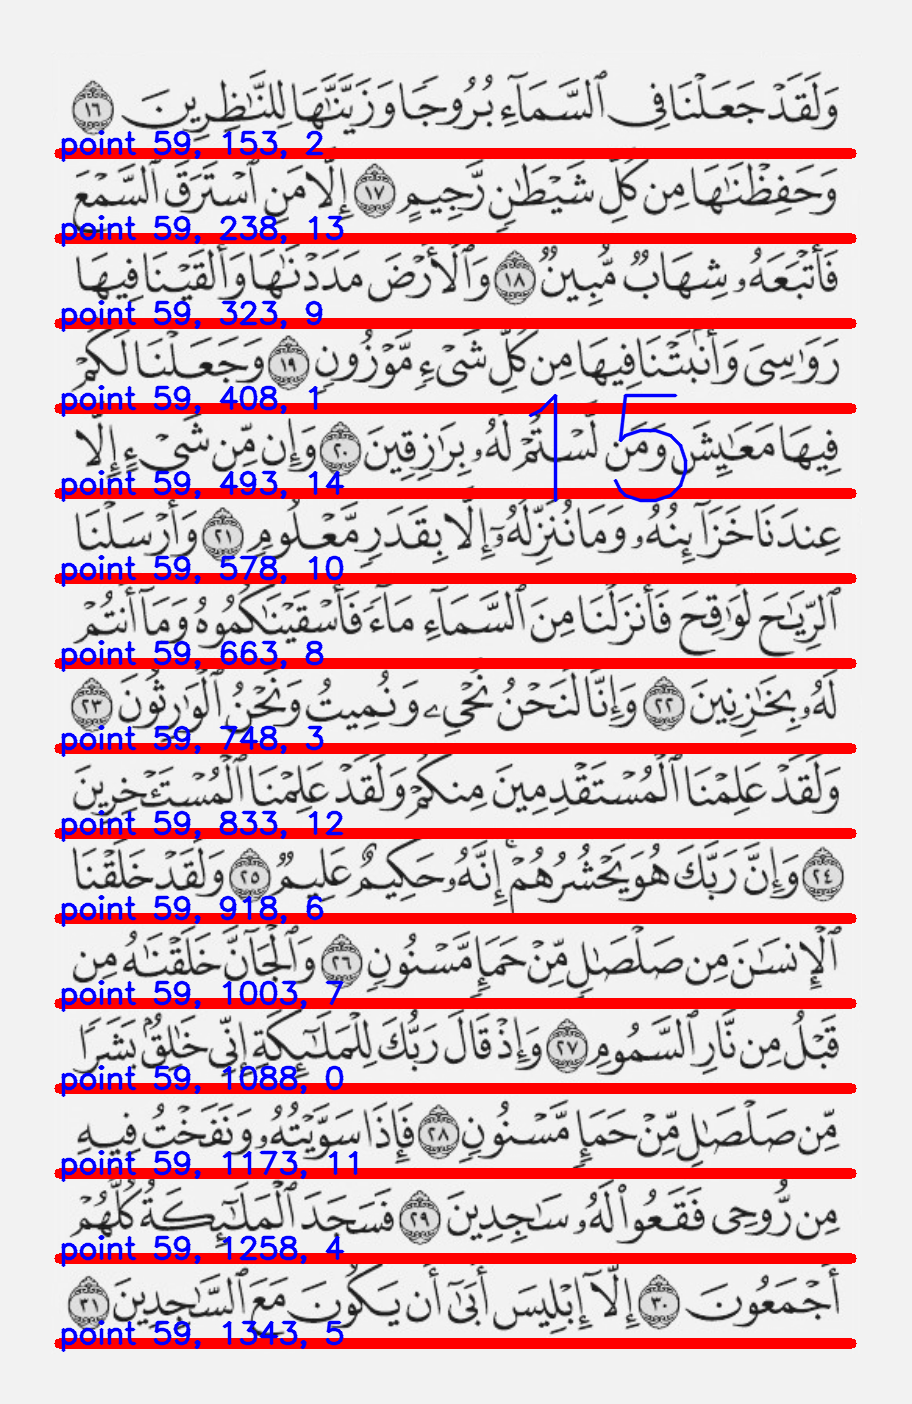 وَلَقَدْ جَعَلْنَا فِى ٱلسَّمَآءِ بُرُوجًا وَزَيَّنَّٰهَا لِلنَّٰظِرِينَ ١٦
point 59, 153, 2
وَحَفِظْنَٰهَا مِن كُلِّ شَيْطَٰنٍ رَّجِيمٍ ١٧ إِلَّا مَنِ ٱسْتَرَقَ ٱلسَّمْعَ
point 59, 238, 13
فَأَتْبَعَهُۥ شِهَابٌ مُّبِينٌ ١٨ وَٱلْأَرْضَ مَدَدْنَٰهَا وَأَلْقَيْنَا فِيهَا
point 59, 323, 9
رَوَٰسِىَ وَأَنۢبَتْنَا فِيهَا مِن كُلِّ شَىْءٍ مَّوْزُونٍ ١٩ وَجَعَلْنَا لَكُمْ
point 59, 408, 1
15
فِيهَا مَعَٰيِشَ وَمَن لَّسْتُمْ لَهُۥ بِرَٰزِقِينَ ٢٠ وَإِن مِّن شَىْءٍ إِلَّا
point 59, 493, 14
عِندَنَا خَزَآئِنُهُۥ وَمَا نُنَزِّلُهُۥٓ إِلَّا بِقَدَرٍ مَّعْلُومٍ ٢١ وَأَرْسَلْنَا
point 59, 578, 10
ٱلرِّيَٰحَ لَوَٰقِحَ فَأَنزَلْنَا مِنَ ٱلسَّمَآءِ مَآءً فَأَسْقَيْنَٰكُمُوهُ وَمَآ أَنتُمْ
point 59, 663, 8
لَهُۥ بِخَٰزِنِينَ ٢٢ وَإِنَّا لَنَحْنُ نُحْىِۦ وَنُمِيتُ وَنَحْنُ ٱلْوَٰرِثُونَ ٢٣
point 59, 748, 3
وَلَقَدْ عَلِمْنَا ٱلْمُسْتَقْدِمِينَ مِنكُمْ وَلَقَدْ عَلِمْنَا ٱلْمُسْتَـْٔخِرِينَ
point 59, 833, 12
٢٤ وَإِنَّ رَبَّكَ هُوَ يَحْشُرُهُمْ ۚ إِنَّهُۥ حَكِيمٌ عَلِيمٌ ٢٥ وَلَقَدْ خَلَقْنَا
point 59, 918, 6
ٱلْإِنسَٰنَ مِن صَلْصَٰلٍ مِّنْ حَمَإٍ مَّسْنُونٍ ٢٦ وَٱلْجَآنَّ خَلَقْنَٰهُ مِن
point 59, 1003, 7
قَبْلُ مِن نَّارِ ٱلسَّمُومِ ٢٧ وَإِذْ قَالَ رَبُّكَ لِلْمَلَٰٓئِكَةِ إِنِّى خَٰلِقٌۢ بَشَرًا
point 59, 1088, 0
مِّن صَلْصَٰلٍ مِّنْ حَمَإٍ مَّسْنُونٍ ٢٨ فَإِذَا سَوَّيْتُهُۥ وَنَفَخْتُ فِيهِ
point 59, 1173, 11
مِن رُّوحِى فَقَعُوا۟ لَهُۥ سَٰجِدِينَ ٢٩ فَسَجَدَ ٱلْمَلَٰٓئِكَةُ كُلُّهُمْ
point 59, 1258, 4
أَجْمَعُونَ ٣٠ إِلَّآ إِبْلِيسَ أَبَىٰٓ أَن يَكُونَ مَعَ ٱلسَّٰجِدِينَ ٣١
point 59, 1343, 5